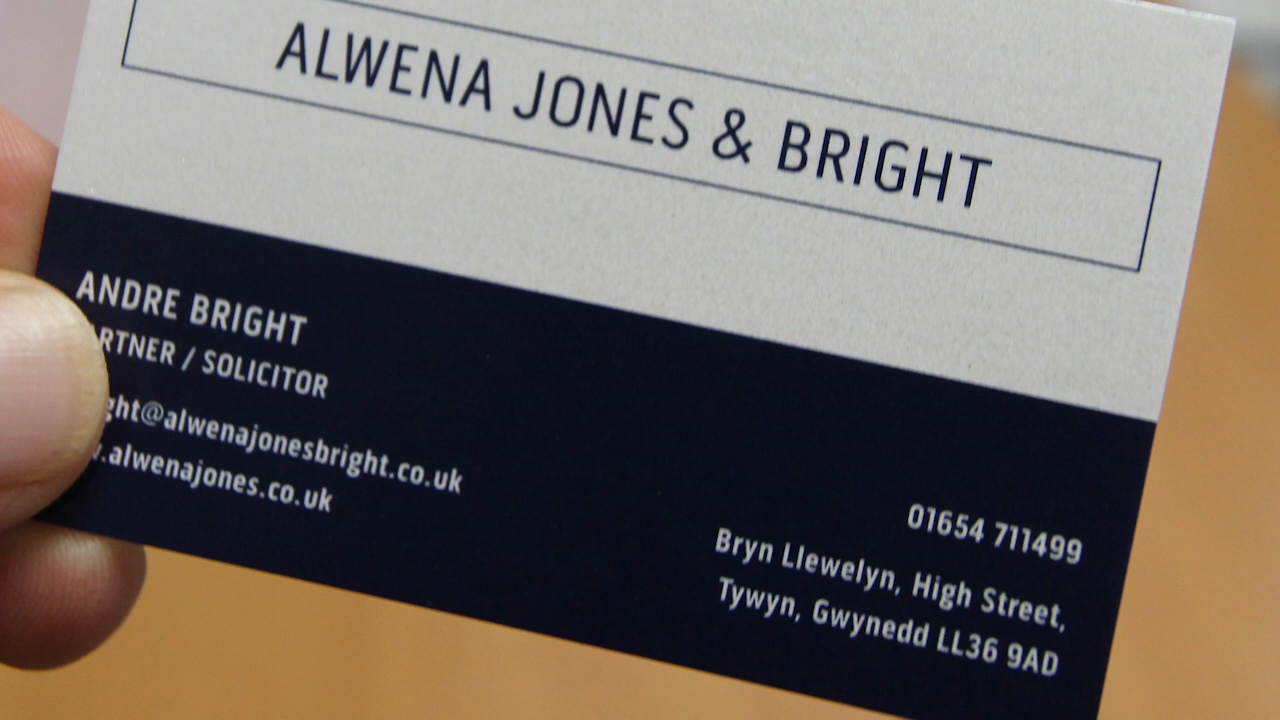 ALWENA JONES & BRIGHT
ANDRE BRIGHT
PARTNER / SOLICITOR
ght@alwenajonesbright.co.uk
.alwenajones.co.uk
01654 711499
Bryn Llewelyn, High Street,
Tywyn, Gwynedd LL36 9AD